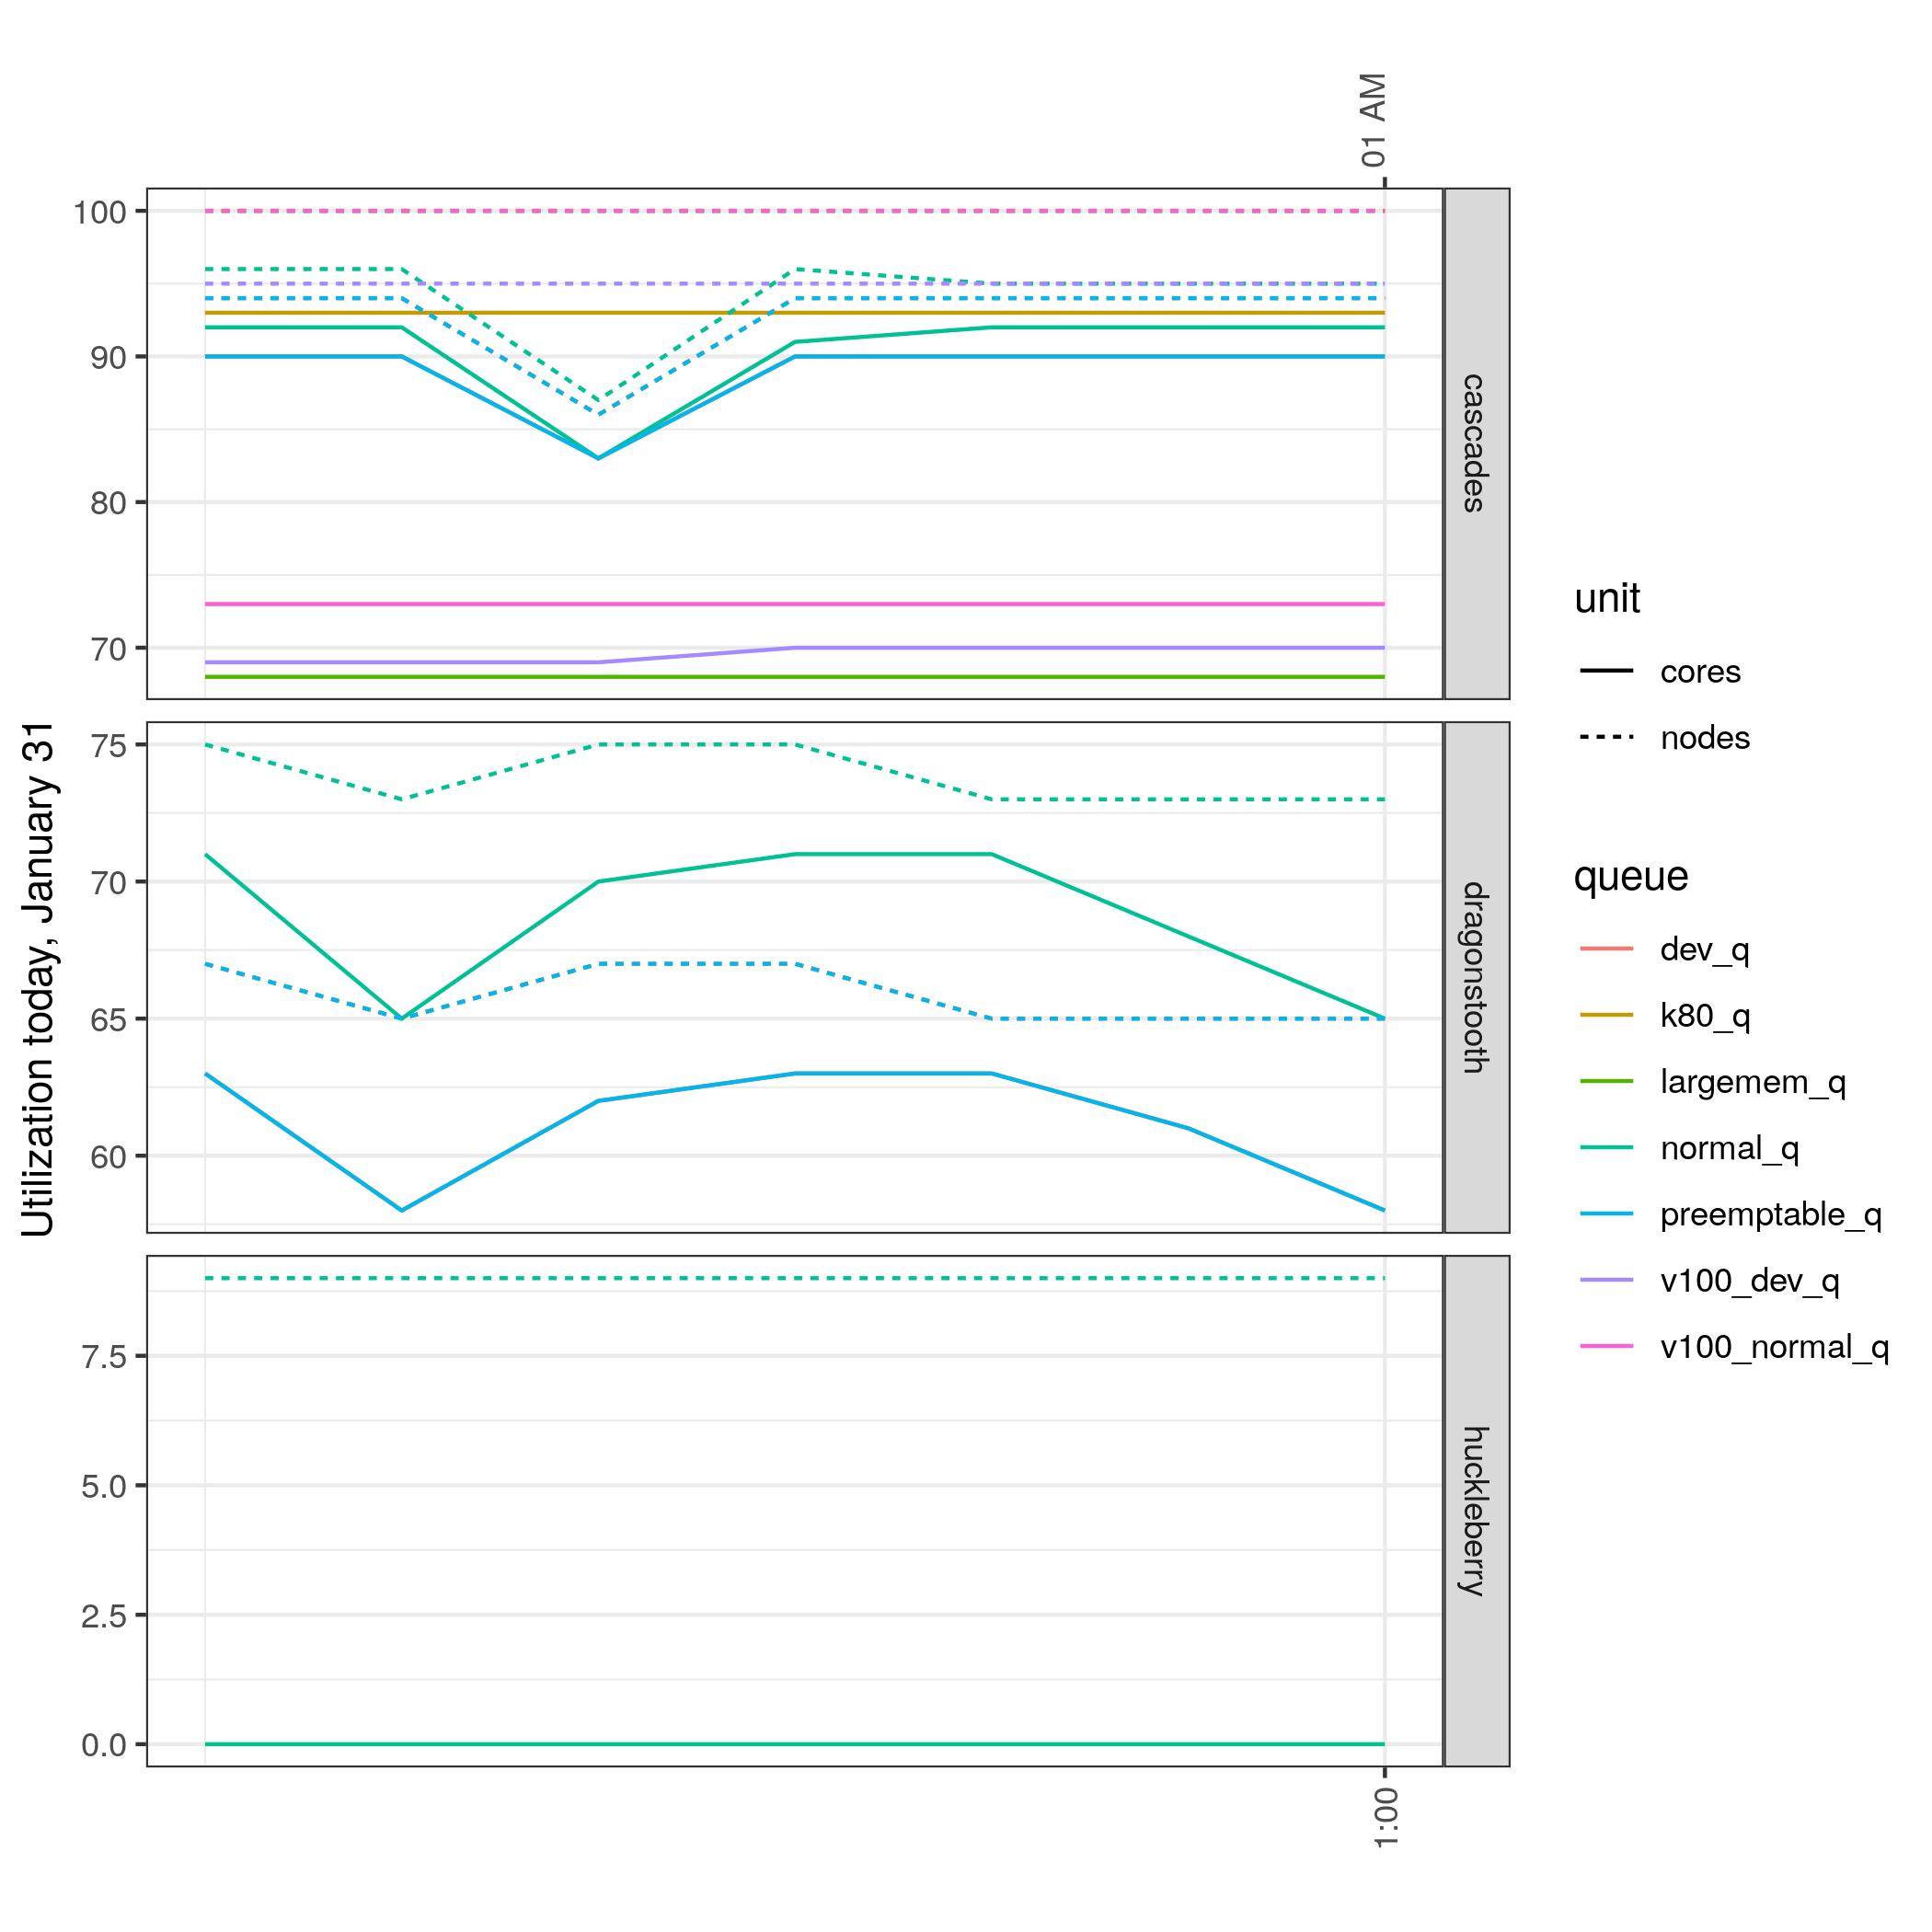 01 AM
100
90
80
70
cascades
75
70
65
60
dragonstooth
7.5
5.0
2.5
0.0
huckleberry
1:00
Utilization today, January 31
unit
cores
nodes
queue
dev_q
k80_q
largemem_q
normal_q
preemptable_q
v100_dev_q
v100_normal_q